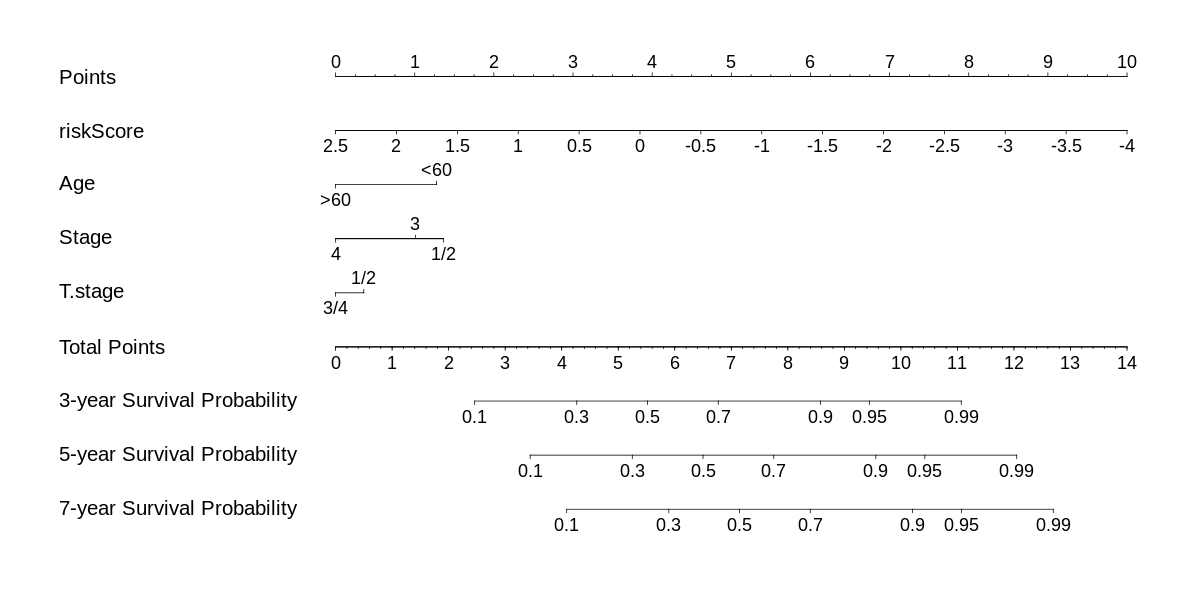 0 1 2 3 4 5 6 7 8 9 10
Points
riskScore
2.5 2 1.5 1 0.5 0 -0.5 -1 -1.5 -2 -2.5 -3 -3.5 -4
<60
Age
>60
3
Stage
4 1/2
1/2
T.stage
3/4
Total Points
0 1 2 3 4 5 6 7 8 9 10 11 12 13 14
3-year Survival Probability
0.1 0.3 0.5 0.7 0.9 0.95 0.99
5-year Survival Probability
0.1 0.3 0.5 0.7 0.9 0.95 0.99
7-year Survival Probability
0.1 0.3 0.5 0.7 0.9 0.95 0.99